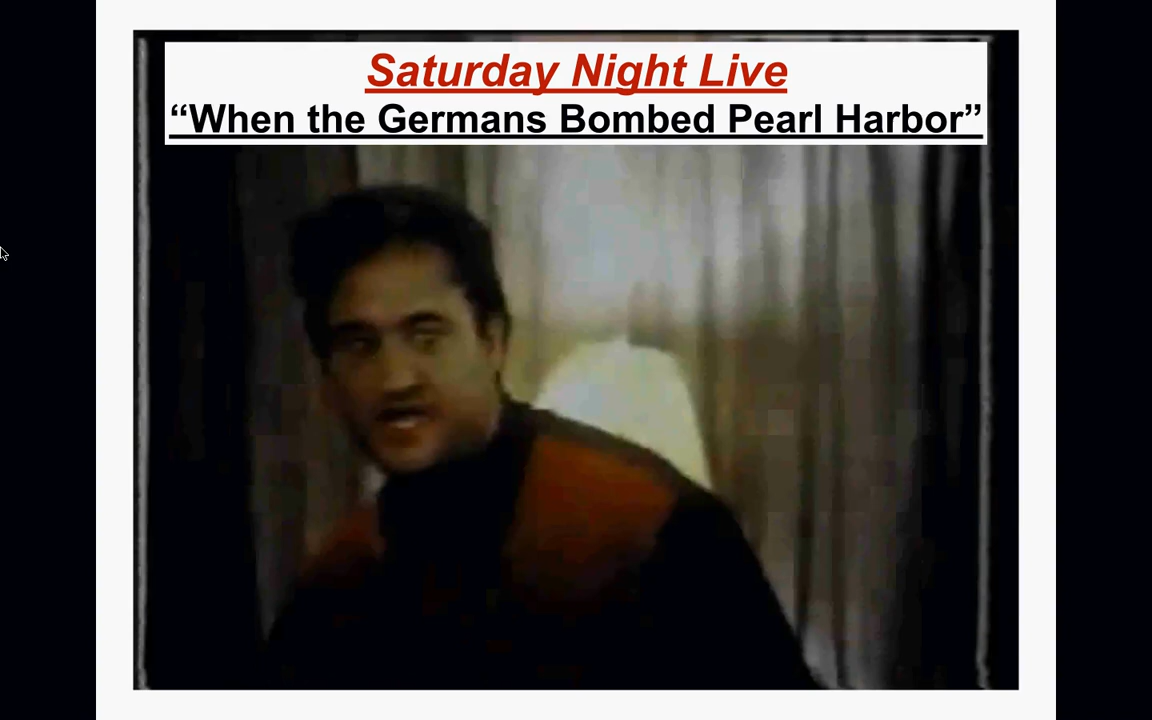 Saturday Night Live
“When the Germans Bombed Pearl Harbor”